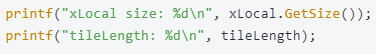 printf("xLocal size: %d\n", xLocal.GetSize());
printf("tileLength: %d\n", tileLength);